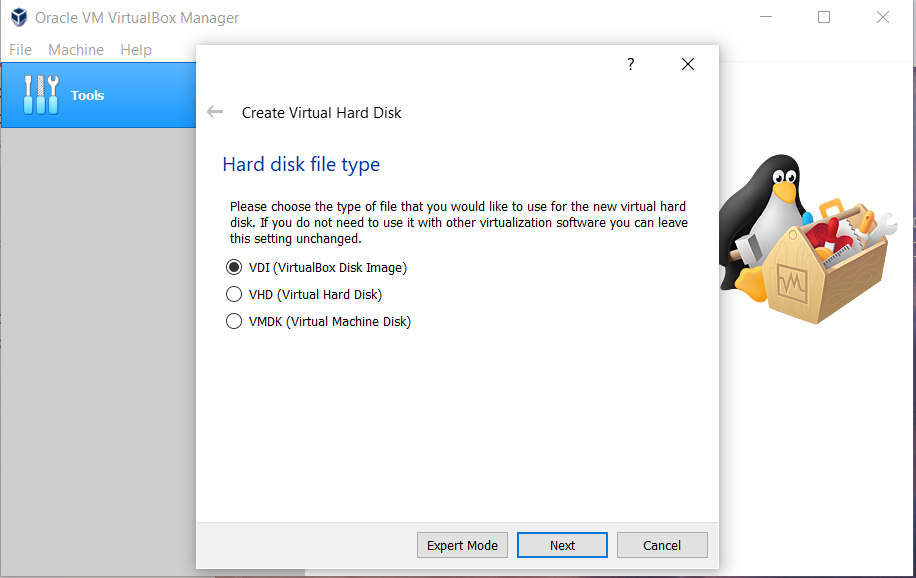 Oracle VM VirtualBox Manager
File Machine Help
Tools
?
Create Virtual Hard Disk
Hard disk file type
Please choose the type of file that you would like to use for the new virtual hard
disk. If you do not need to use it with other virtualization software you can leave
this setting unchanged.
VDI (VirtualBox Disk Image)
VHD (Virtual Hard Disk)
VMDK (Virtual Machine Disk)
Expert Mode Next Cancel